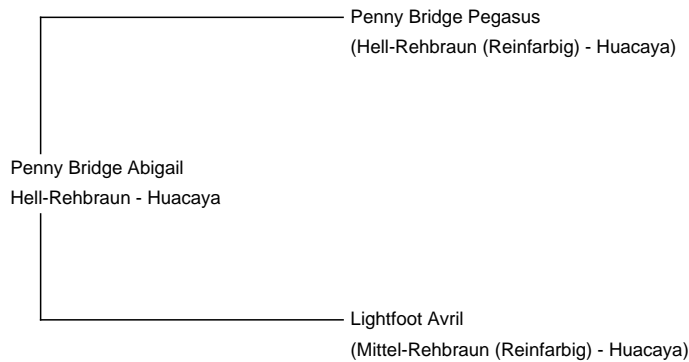 Penny Bridge Pegasus
(Hell-Rehbraun (Reinfarbig) - Huacaya)
Penny Bridge Abigail
Hell-Rehbraun - Huacaya
Lightfoot Avril
(Mittel-Rehbraun (Reinfarbig) - Huacaya)